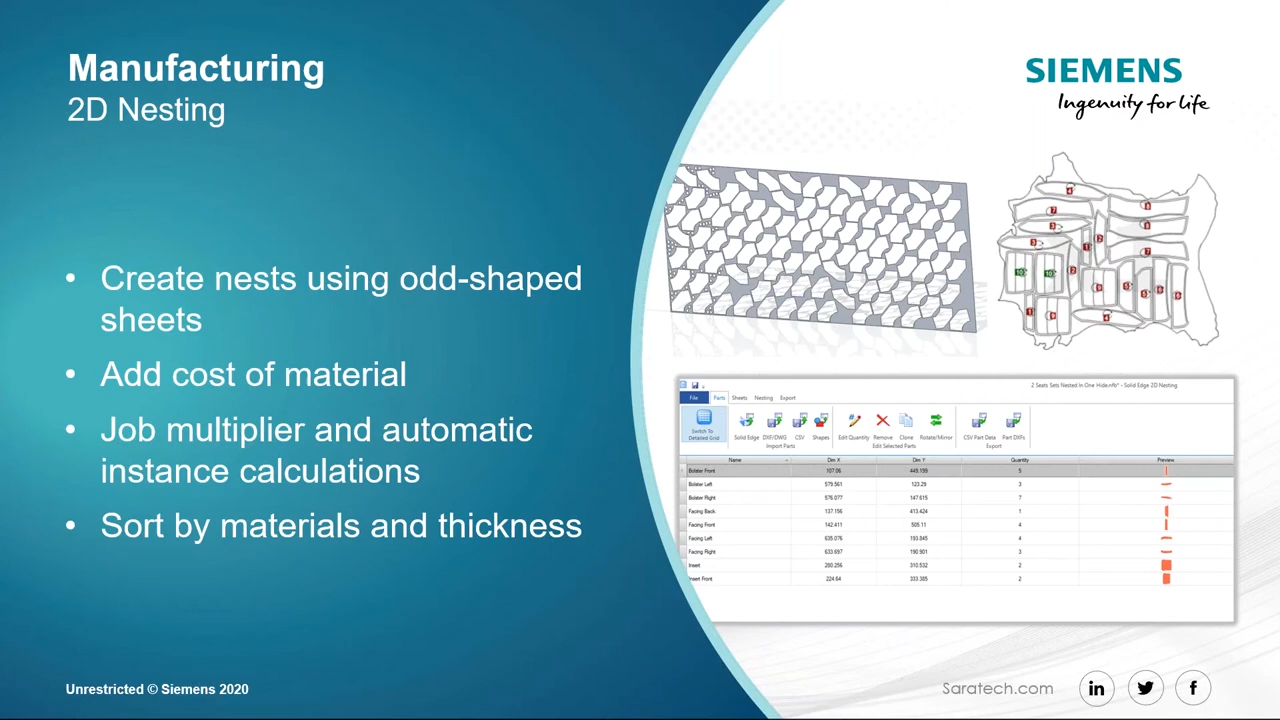 Manufacturing
2D Nesting
SIEMENS
Ingenuity for life
• Create nests using odd-shaped
sheets
• Add cost of material
• Job multiplier and automatic
instance calculations
• Sort by materials and thickness
2 Seats Sets Nested in One Hide.nfb* - Solid Edge 2D Nesting
File Parts Sheets Nesting Export
Switch To
Detailed Grid
Solid Edge DXF/DWG CSV Shapes Edit Quantity Remove Clone Rotate/Mirror CSV Part Data Part DXFs
Import Parts Edit Selected Parts Export
Name Dim X Dim Y Quantity Preview
Bolster Front 107.06 449.199 5
Bolster Left 579.561 123.29 3
Bolster Right 576.077 147.615 7
Facing Back 137.156 413.424 1
Facing Front 142.411 505.11 4
Facing Left 635.076 193.845 4
Facing Right 633.697 190.901 3
Insert 280.256 310.532 2
Insert Front 224.64 333.385 2
Unrestricted © Siemens 2020
Saratech.com
in
f